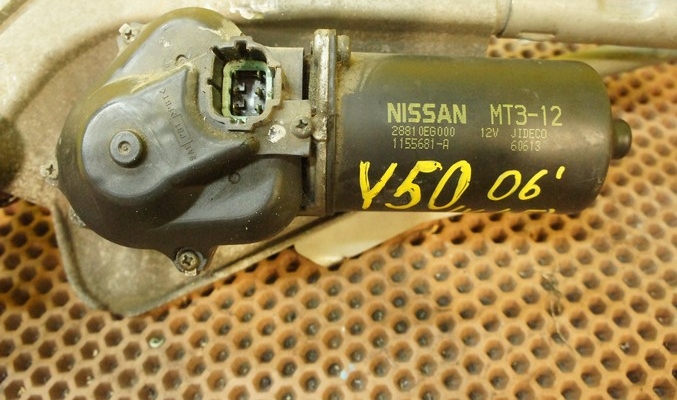 NISSAN MT3-12
28810EG000 12V JIDECO
1155681-A 60613
Y50 06'